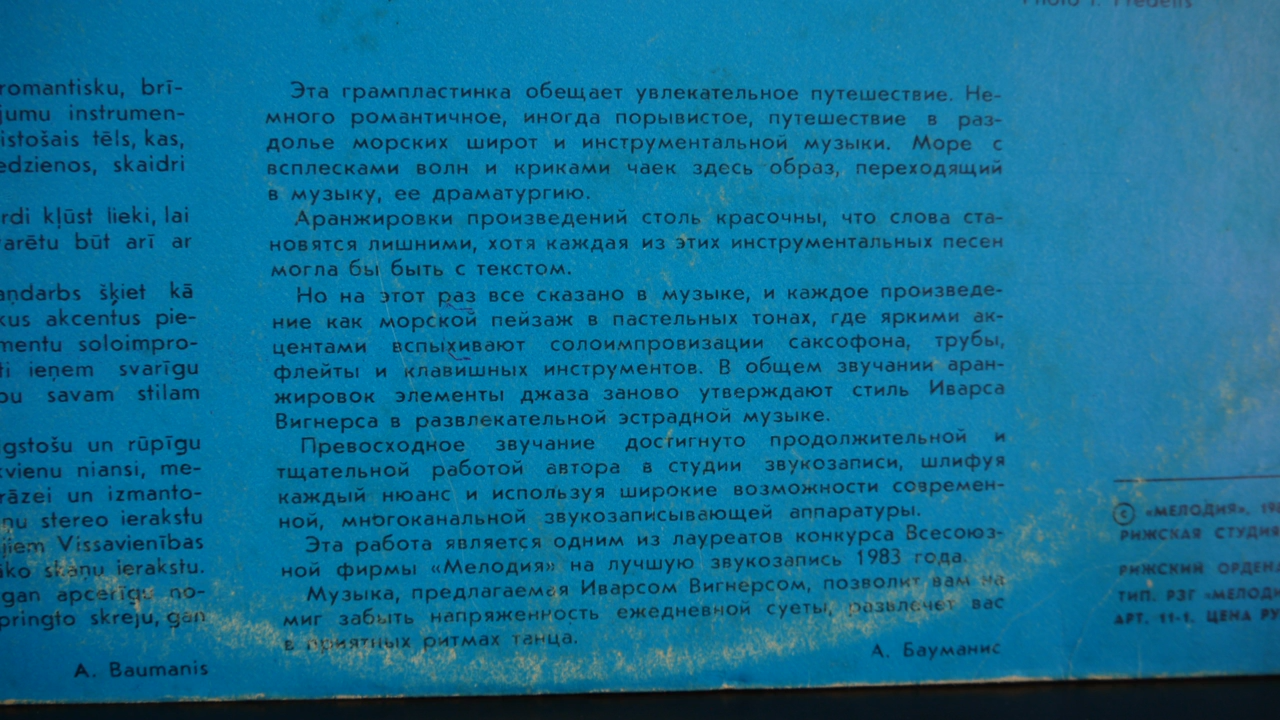 Photo I. Fredelis
romantisku, brī-
jumu instrumen-
istošais tēls, kas,
edzienos, skaidri
rdi kļūst lieki, lai
varētu būt arī ar
aņdarbs šķiet kā
kus akcentus pie-
mentu soloimpro-
ti ieņem svarīgu
pu savam stilam
lgstošu un rūpīgu
kvienu niansi, me-
rāzei un izmanto-
ņu stereo ierakstu
jiem Vissavienības
āko skaņu ierakstu.
gan apcerīgu no-
pringto skreju, gan
A. Baumanis
Эта грампластинка обещает увлекательное путешествие. Не-
много романтичное, иногда порывистое, путешествие в раз-
долье морских широт и инструментальной музыки. Море с
всплесками волн и криками чаек здесь образ, переходящий
в музыку, ее драматургию.
Аранжировки произведений столь красочны, что слова ста-
новятся лишними, хотя каждая из этих инструментальных песен
могла бы быть с текстом.
Но на этот раз все сказано в музыке, и каждое произведе-
ние как морской пейзаж в пастельных тонах, где яркими ак-
центами вспыхивают солоимпровизации саксофона, трубы,
флейты и клавишных инструментов. В общем звучании аран-
жировок элементы джаза заново утверждают стиль Иварса
Вигнерса в развлекательной эстрадной музыке.
Превосходное звучание достигнуто продолжительной и
тщательной работой автора в студии звукозаписи, шлифуя
каждый нюанс и используя широкие возможности современ-
ной, многоканальной звукозаписывающей аппаратуры.
Эта работа является одним из лауреатов конкурса Всесоюз-
ной фирмы «Мелодия» на лучшую звукозапись 1983 года.
Музыка, предлагаемая Иварсом Вигнерсом, позволит вам на
миг забыть напряженность ежедневной суеты, развлечет вас
в приятных ритмах танца.
А. Бауманис
© «МЕЛОДИЯ», 19
РИЖСКАЯ СТУДИЯ
РИЖСКИЙ ОРДЕНА
ТИП. РЗГ «МЕЛОДИ
АРТ. 11-1. ЦЕНА РУ